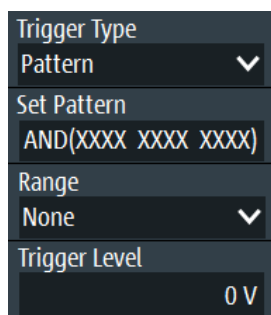 Trigger Type
Pattern
Set Pattern
AND(XXXX XXXX XXXX)
Range
None
Trigger Level
0 V